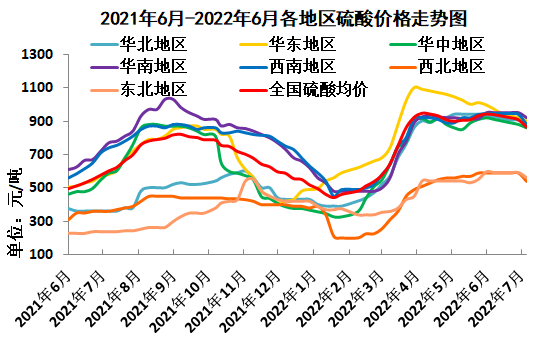 2021年6月-2022年6月各地区硫酸价格走势图
华北地区 华东地区 华中地区
华南地区 西南地区 西北地区
东北地区 全国硫酸均价
单位：元/吨
1300
1100
900
700
500
300
100
2021年6月 2021年7月 2021年8月 2021年9月 2021年10月 2021年11月 2021年12月 2022年1月 2022年2月 2022年3月 2022年4月 2022年5月 2022年6月 2022年7月